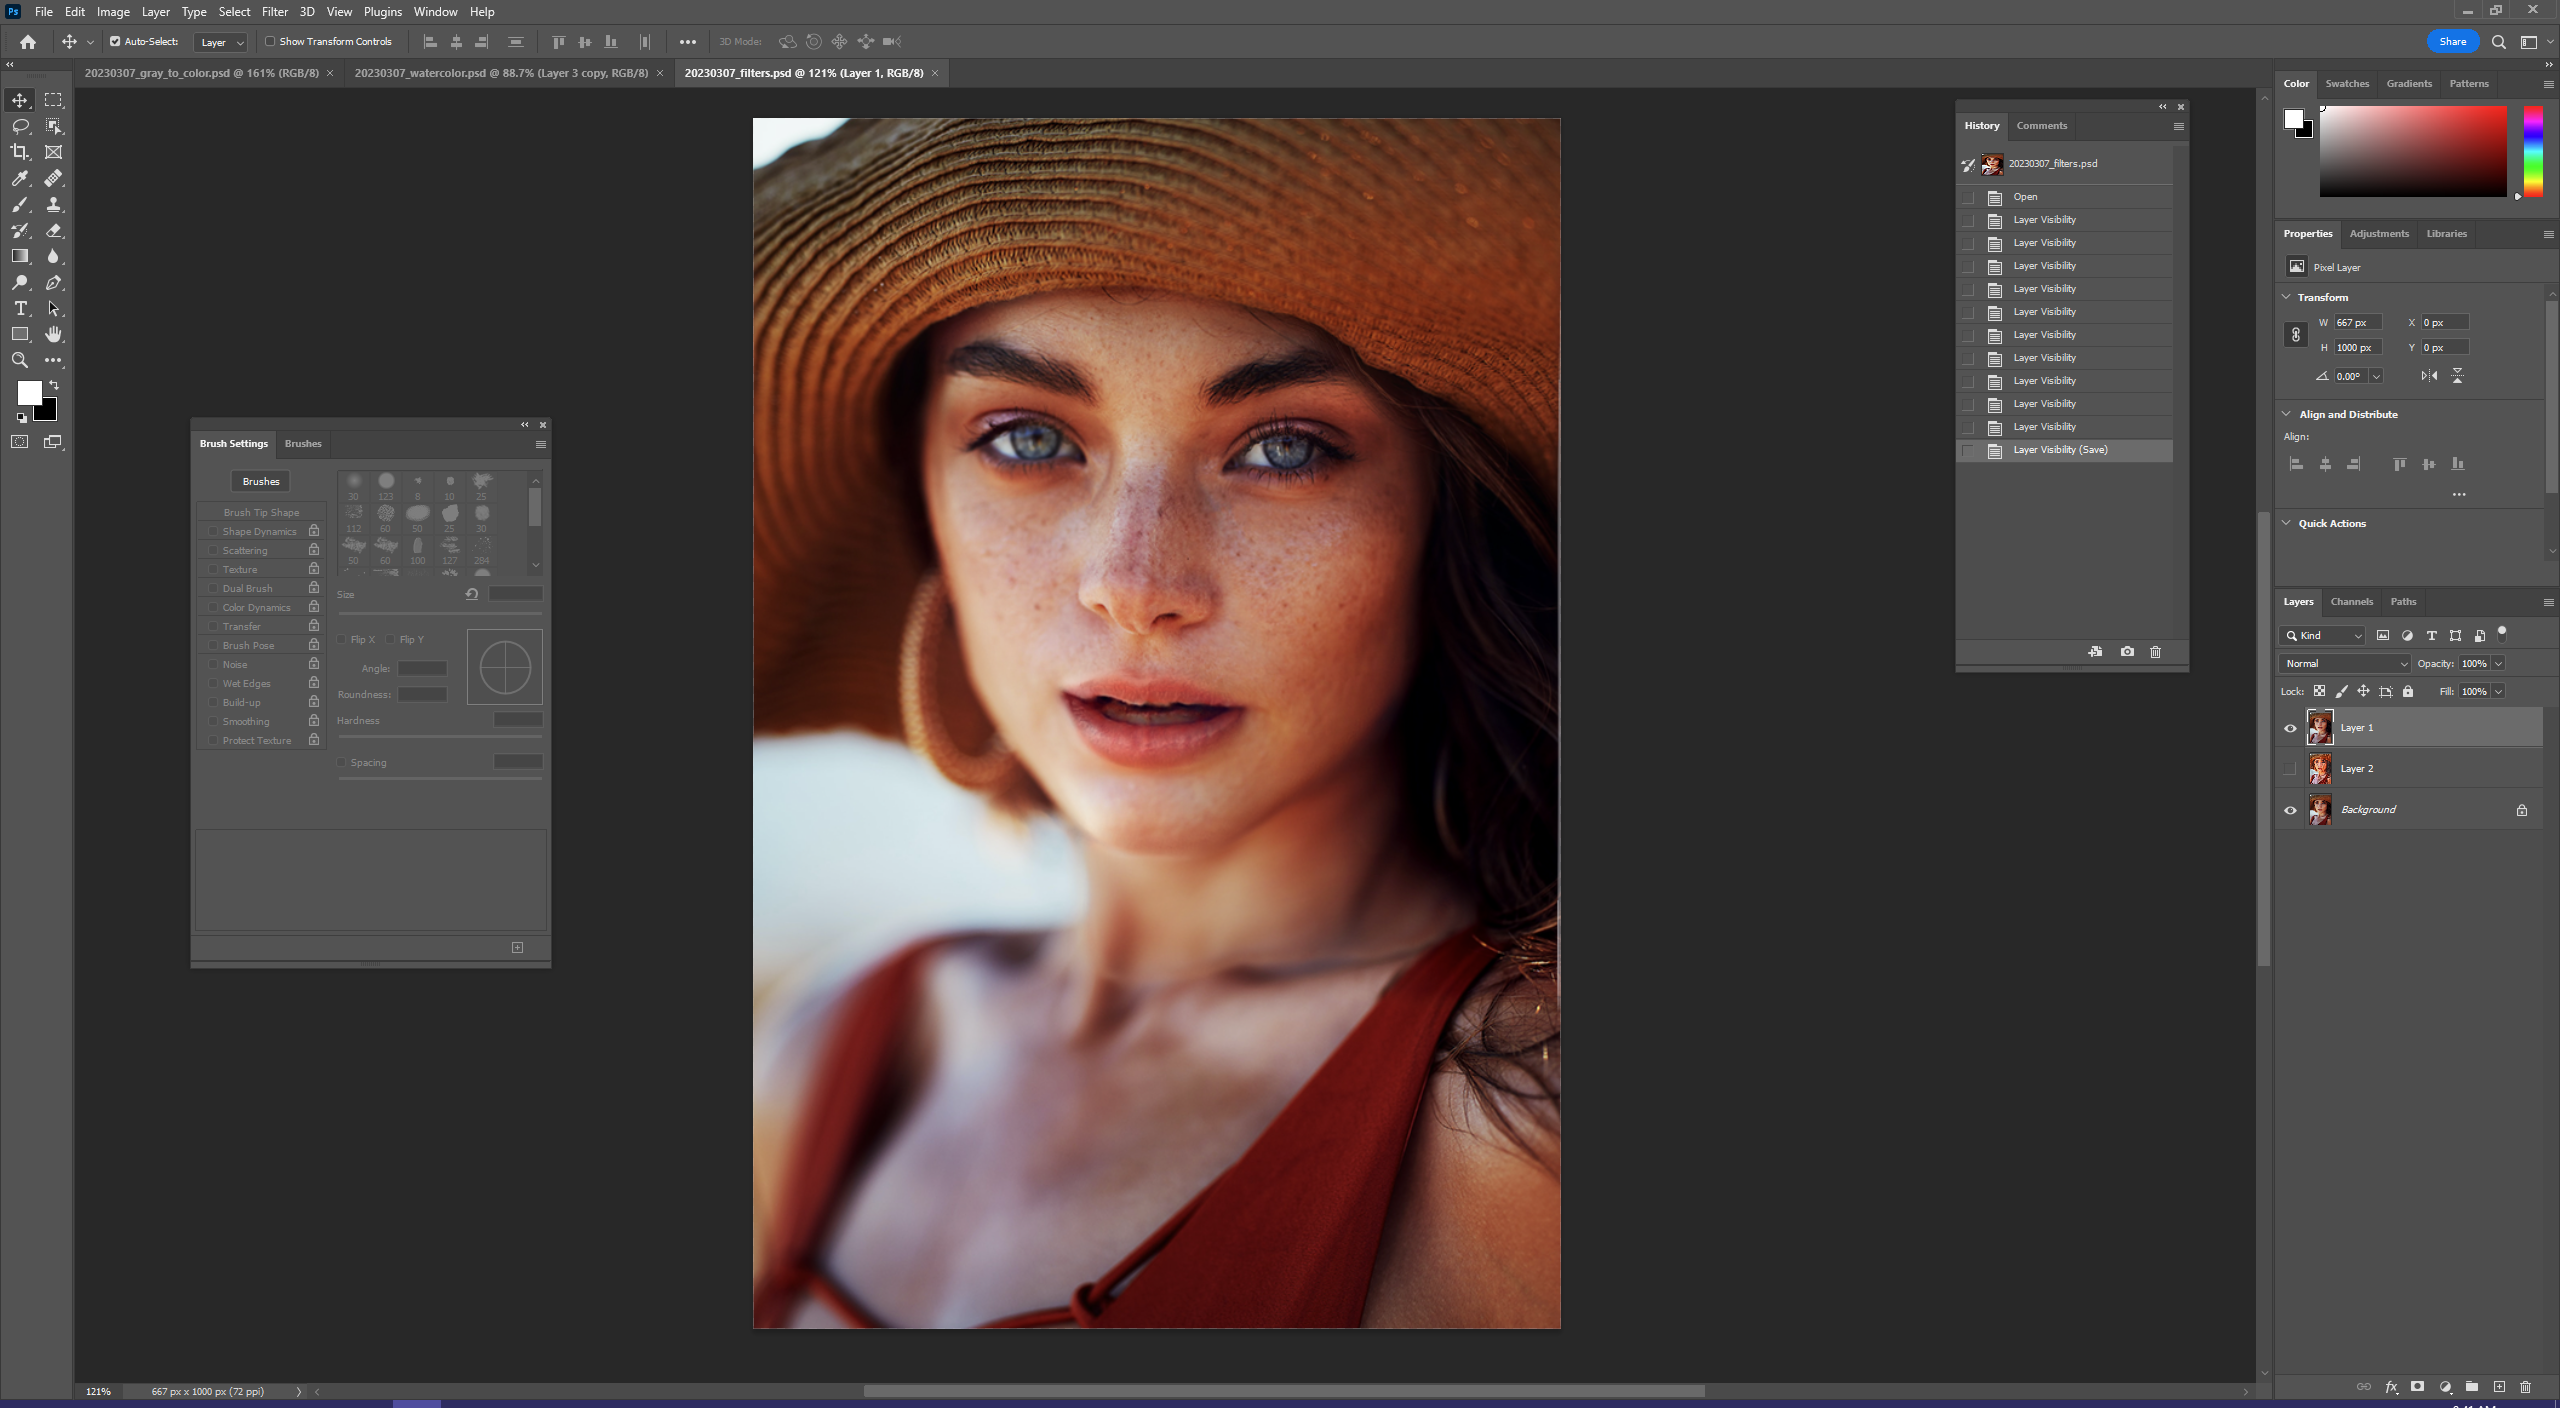 Ps File Edit Image Layer Type Select Filter 3D View Plugins Window Help
Auto-Select: Layer Show Transform Controls 3D Mode: Share
20230307_gray_to_color.psd @ 161% (RGB/8) 20230307_watercolor.psd @ 88.7% (Layer 3 copy, RGB/8) 20230307_filters.psd @ 121% (Layer 1, RGB/8)
Brush Settings Brushes
Brushes
Brush Tip Shape
Shape Dynamics
Scattering
Texture
Dual Brush
Color Dynamics
Transfer
Brush Pose
Noise
Wet Edges
Build-up
Smoothing
Protect Texture
30 123 8 10 25
112 60 50 25 30
50 60 100 127 284
Size
Flip X Flip Y
Angle:
Roundness:
Hardness
Spacing
History Comments
20230307_filters.psd
Open
Layer Visibility
Layer Visibility
Layer Visibility
Layer Visibility
Layer Visibility
Layer Visibility
Layer Visibility
Layer Visibility
Layer Visibility
Layer Visibility
Layer Visibility (Save)
Color Swatches Gradients Patterns
Properties Adjustments Libraries
Pixel Layer
Transform
W 667 px X 0 px
H 1000 px Y 0 px
0.00°
Align and Distribute
Align:
Quick Actions
Layers Channels Paths
Kind
Normal Opacity: 100%
Lock: Fill: 100%
Layer 1
Layer 2
Background
fx
121% 667 px x 1000 px (72 ppi)